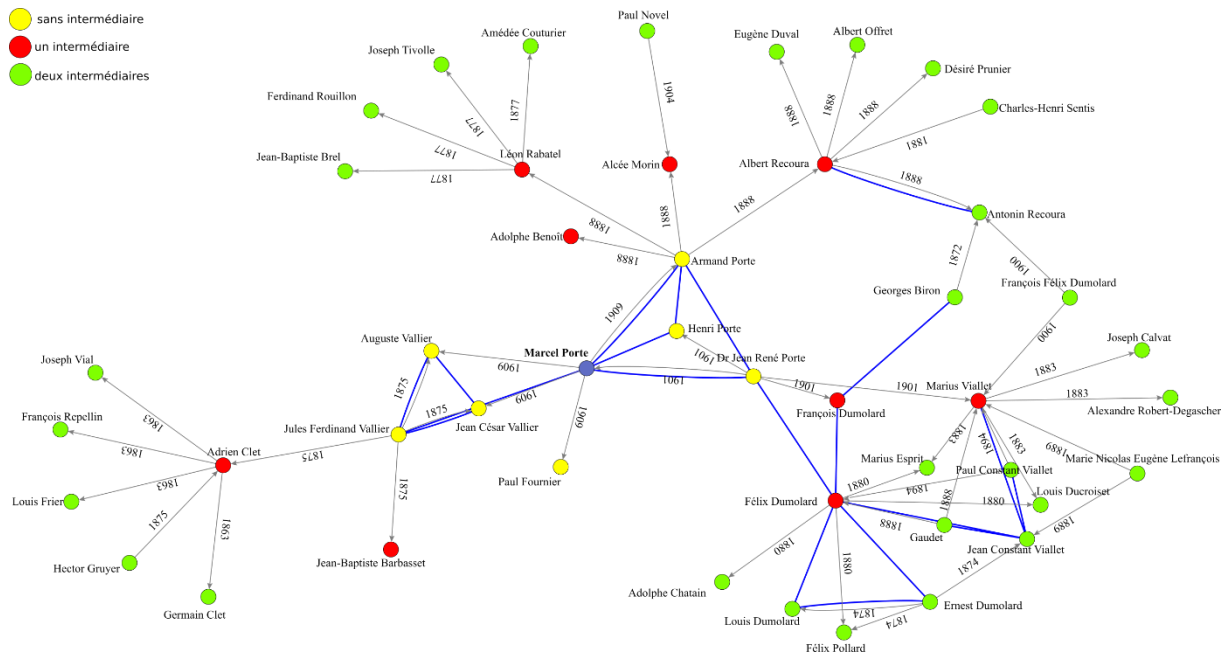 sans intermédiaire
un intermédiaire
deux intermédiaires
Paul Novel
Amédée Couturier
Joseph Tivolle
Ferdinand Rouillon
Jean-Baptiste Brel
Léon Rabatel
1877
1877
1877
1877
1904
Alcée Morin
Eugène Duval
Albert Offret
Désiré Prunier
Charles-Henri Sentis
Albert Recoura
1888
1888
1888
1881
1888
Antonin Recoura
Adolphe Benoît
1888
1888
1888
1888
Armand Porte
1872
1900
Georges Biron
François Félix Dumolard
1900
1909
Henri Porte
1901
Dr Jean René Porte
Marcel Porte
1901
1909
Auguste Vallier
1875
1875
1909
Jean César Vallier
Jules Ferdinand Vallier
1909
Paul Fournier
1875
1875
Jean-Baptiste Barbasset
Joseph Vial
François Repellin
Louis Frier
Hector Gruyer
Germain Clet
Adrien Clet
1863
1863
1863
1875
1863
1901
1901
François Dumolard
Marius Viallet
Joseph Calvat
1883
1883
Alexandre Robert-Degascher
1883
1894
1883
1899
Marius Esprit
Paul Constant Viallet
Marie Nicolas Eugène Lefrançois
Louis Ducroiset
1880
1894
1880
1888
1888
1899
Félix Dumolard
Gaudet
Jean Constant Viallet
1880
1880
1874
Adolphe Chatain
Louis Dumolard
Ernest Dumolard
1874
1874
Félix Pollard